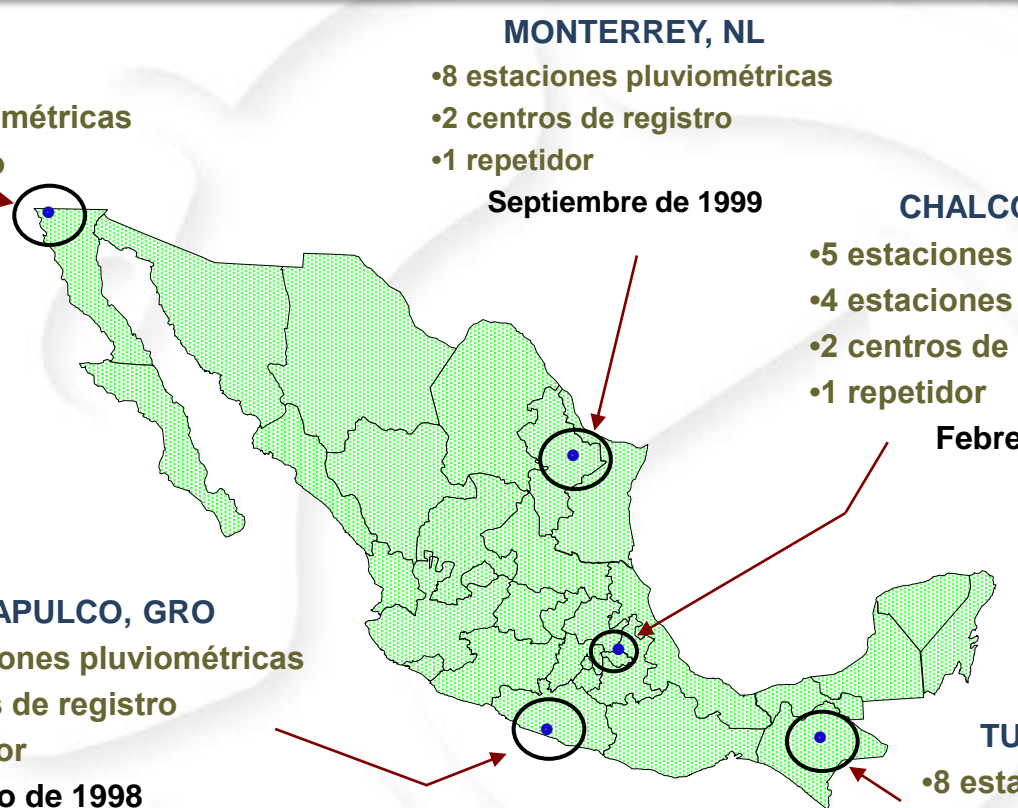 MONTERREY, NL
•8 estaciones pluviométricas
•2 centros de registro
•1 repetidor
Septiembre de 1999
métricas
CHALCO
•5 estaciones
•4 estaciones
•2 centros de
•1 repetidor
Febre
APULCO, GRO
ones pluviométricas
s de registro
or
o de 1998
TU
•8 esta